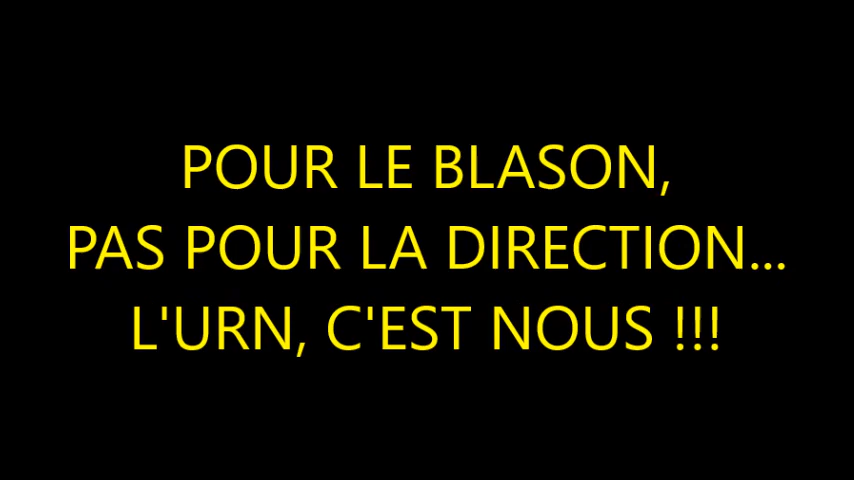 POUR LE BLASON,
PAS POUR LA DIRECTION...
L'URN, C'EST NOUS !!!